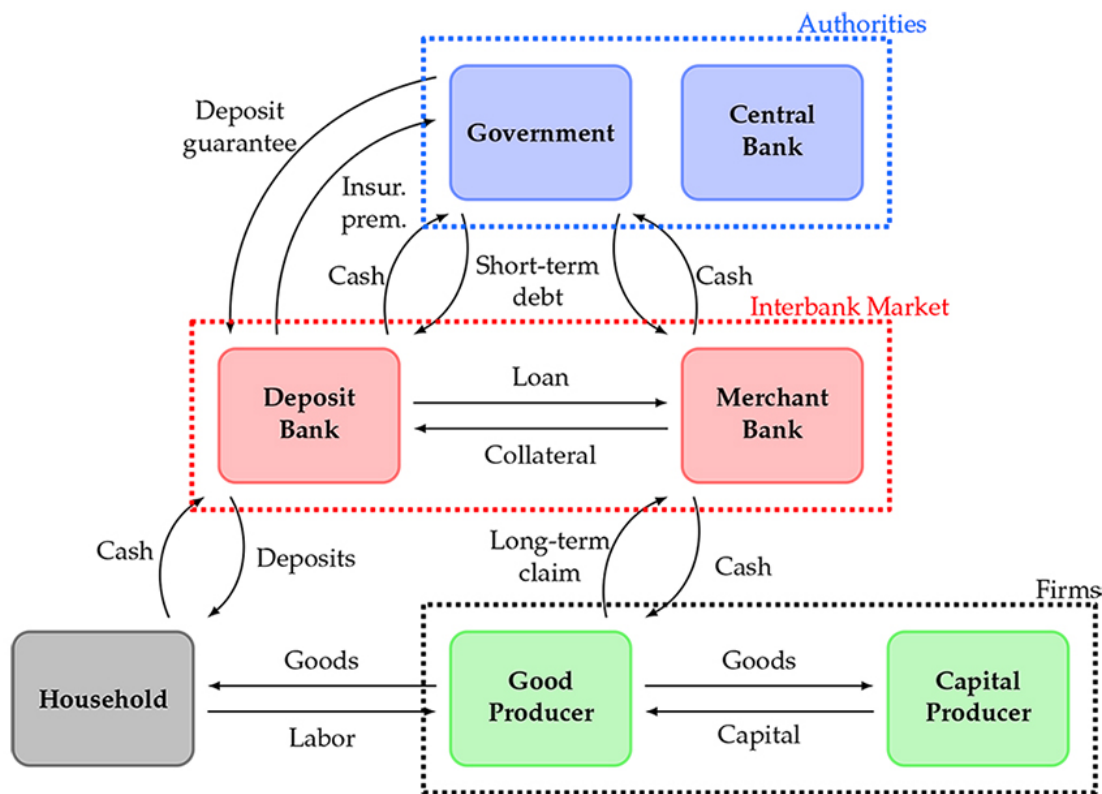 Authorities
Deposit
guarantee
Government
Central
Bank
Insur.
prem.
Cash
Short-term
debt
Cash
Interbank Market
Deposit
Bank
Loan
Collateral
Merchant
Bank
Cash
Deposits
Long-term
claim
Cash
Firms
Household
Goods
Labor
Good
Producer
Goods
Capital
Capital
Producer